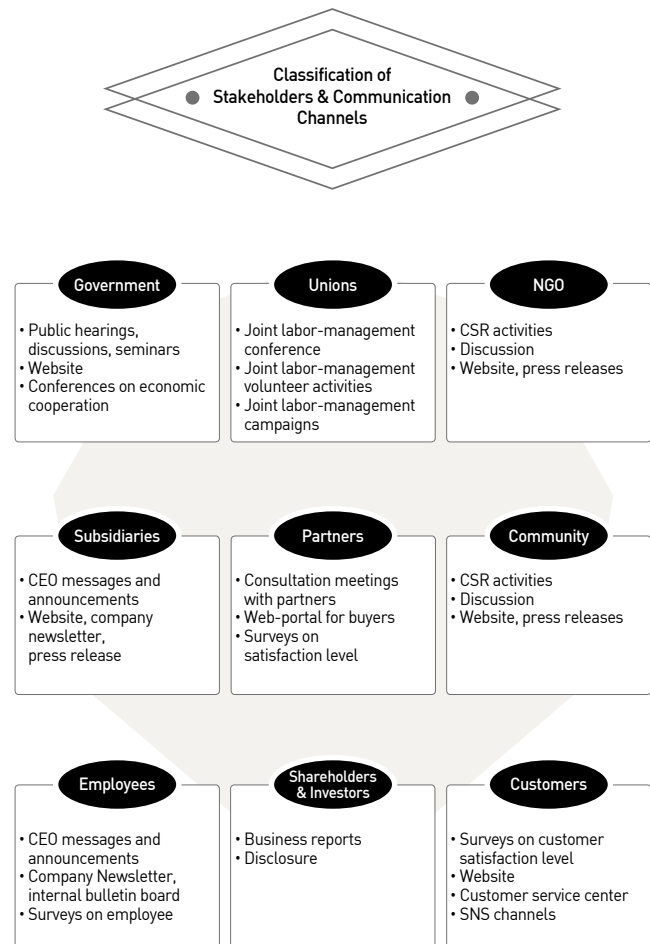 Classification of
Stakeholders & Communication
Channels
Government
• Public hearings,
discussions, seminars
• Website
• Conferences on economic
cooperation
Unions
• Joint labor-management
conference
• Joint labor-management
volunteer activities
• Joint labor-management
campaigns
NGO
• CSR activities
• Discussion
• Website, press releases
Subsidiaries
• CEO messages and
announcements
• Website, company
newsletter,
press release
Partners
• Consultation meetings
with partners
• Web-portal for buyers
• Surveys on
satisfaction level
Community
• CSR activities
• Discussion
• Website, press releases
Employees
• CEO messages and
announcements
• Company Newsletter,
internal bulletin board
• Surveys on employee
Shareholders
& Investors
• Business reports
• Disclosure
Customers
• Surveys on customer
satisfaction level
• Website
• Customer service center
• SNS channels